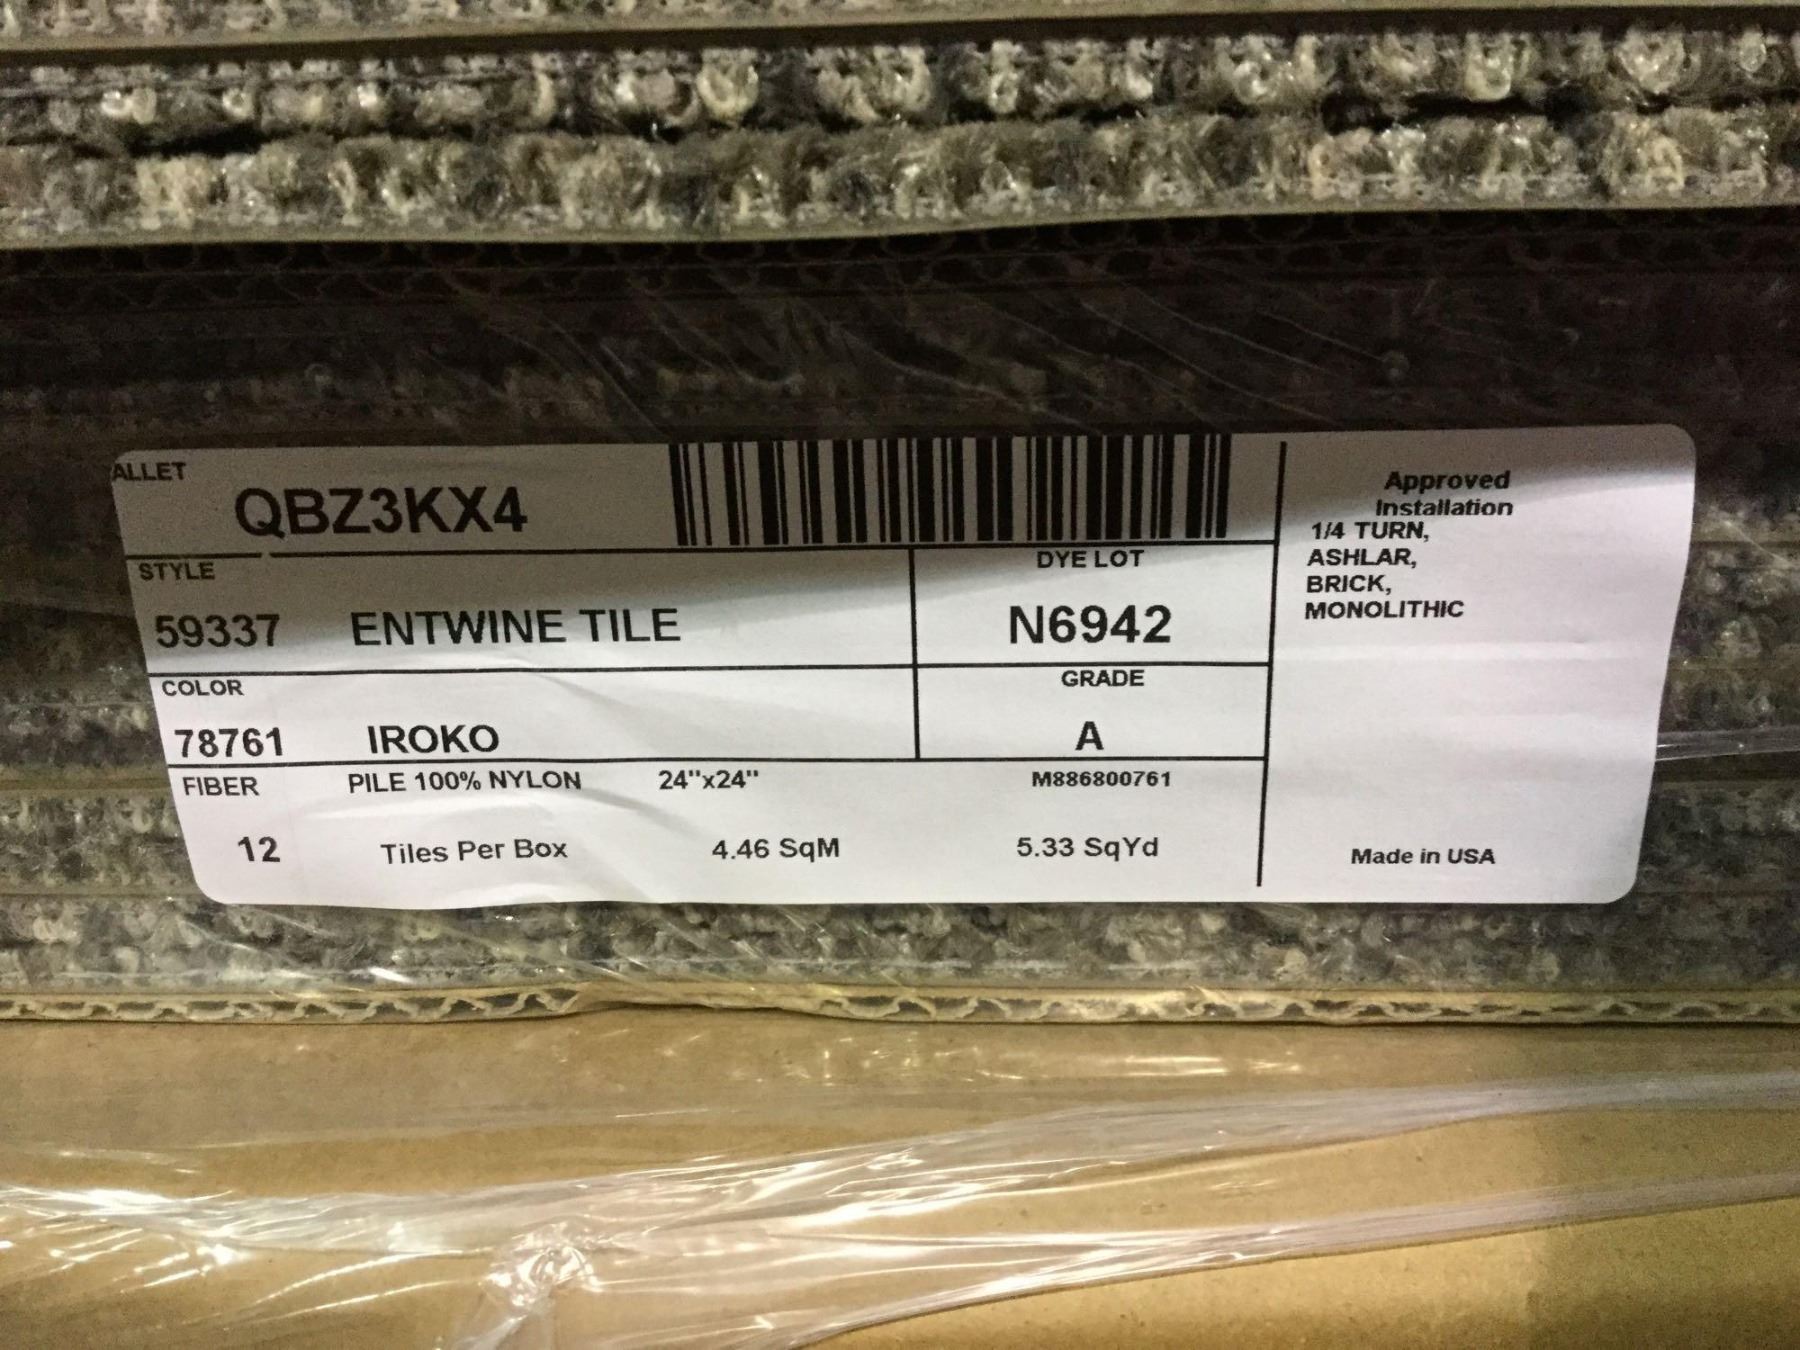 ALLET
QBZ3KX4
STYLE
59337 ENTWINE TILE
DYE LOT
N6942
COLOR
78761 IROKO
GRADE
A
FIBER PILE 100% NYLON 24"x24" M886800761
12 Tiles Per Box 4.46 SqM 5.33 SqYd
Approved
Installation
1/4 TURN,
ASHLAR,
BRICK,
MONOLITHIC
Made in USA